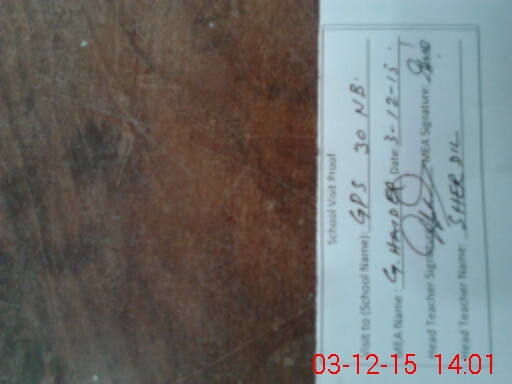 School Visit Proof
Visit to (School Name): GPS 30 NB.
MEA Name: G. HAIDER Date: 3-12-15.
Head Teacher Signature MEA Signature:
Head Teacher Name: SHER DIL
03-12-15 14:01